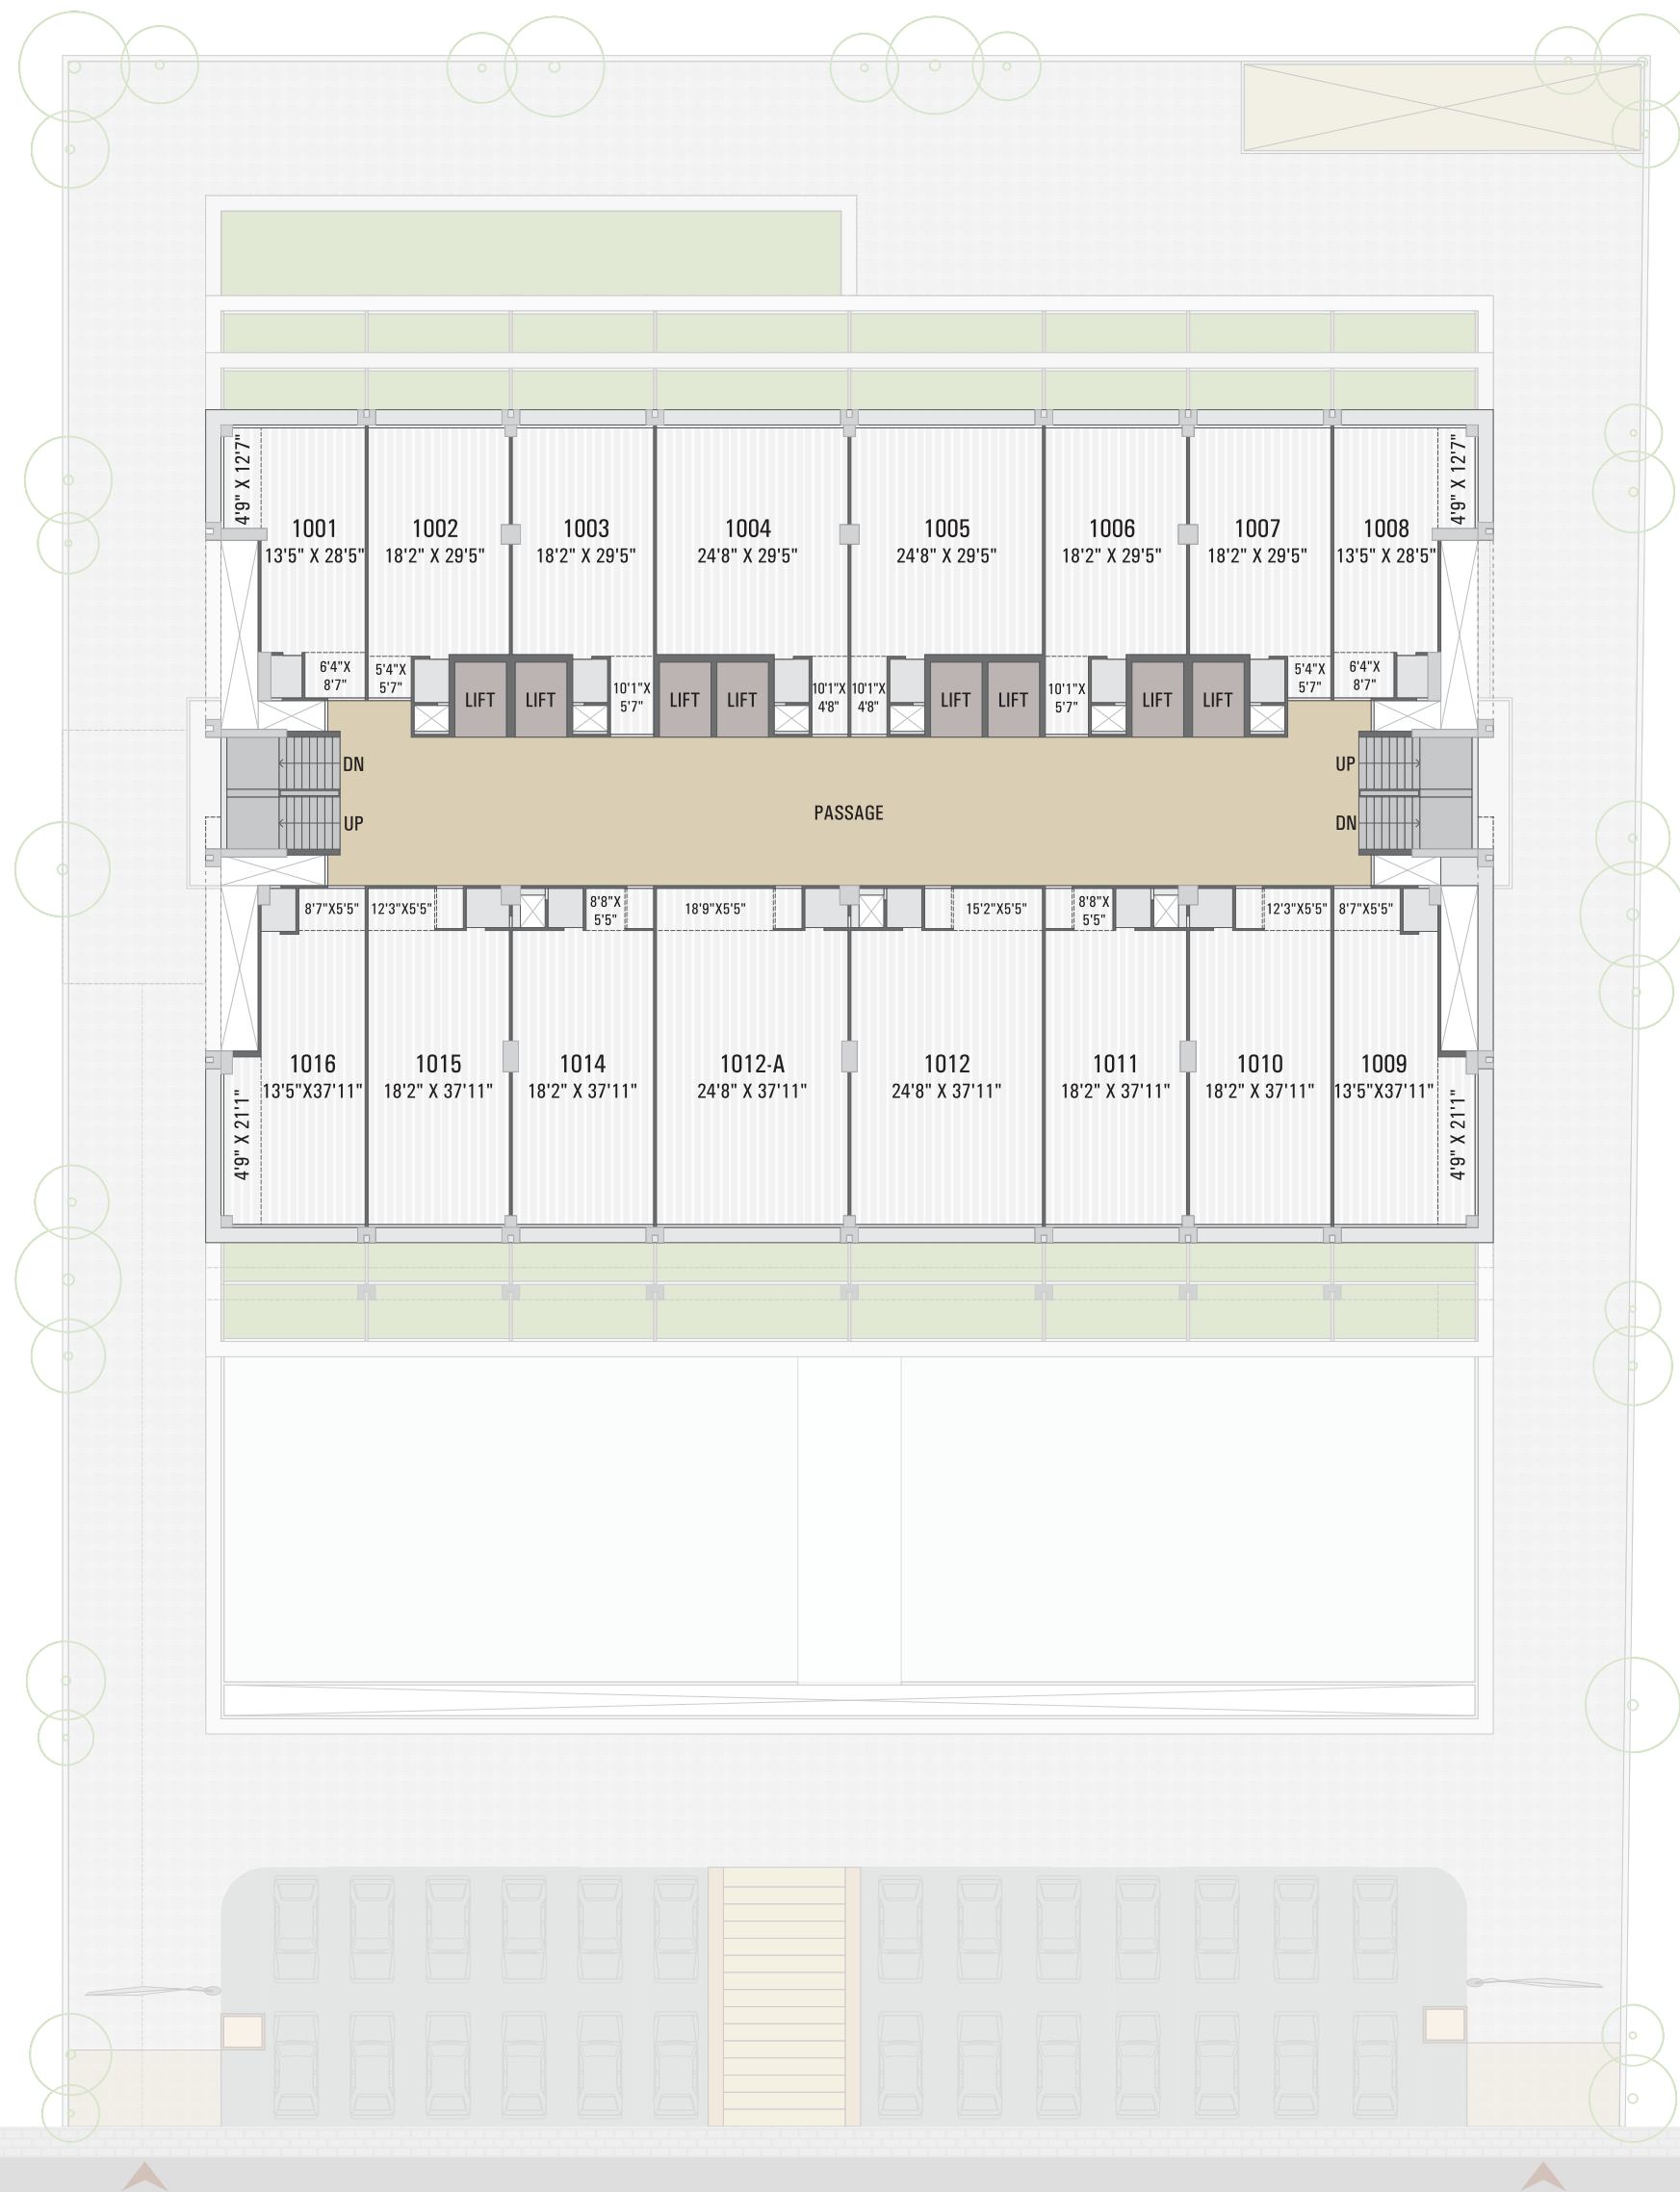 4'9" X 12'7"
1001
13'5" X 28'5"
1002
18'2" X 29'5"
1003
18'2" X 29'5"
1004
24'8" X 29'5"
1005
24'8" X 29'5"
1006
18'2" X 29'5"
1007
18'2" X 29'5"
1008
13'5" X 28'5"
4'9" X 12'7"
6'4"X
8'7"
5'4"X
5'7"
LIFT
LIFT
10'1"X
5'7"
LIFT
LIFT
10'1"X
4'8"
10'1"X
4'8"
LIFT
LIFT
10'1"X
5'7"
LIFT
LIFT
5'4"X
5'7"
6'4"X
8'7"
DN
UP
PASSAGE
UP
DN
8'7"X5'5"
12'3"X5'5"
8'8"X
5'5"
18'9"X5'5"
15'2"X5'5"
8'8"X
5'5"
12'3"X5'5"
8'7"X5'5"
1016
13'5"X37'11"
1015
18'2" X 37'11"
1014
18'2" X 37'11"
1012-A
24'8" X 37'11"
1012
24'8" X 37'11"
1011
18'2" X 37'11"
1010
18'2" X 37'11"
1009
13'5"X37'11"
4'9" X 21'1"
4'9" X 21'1"